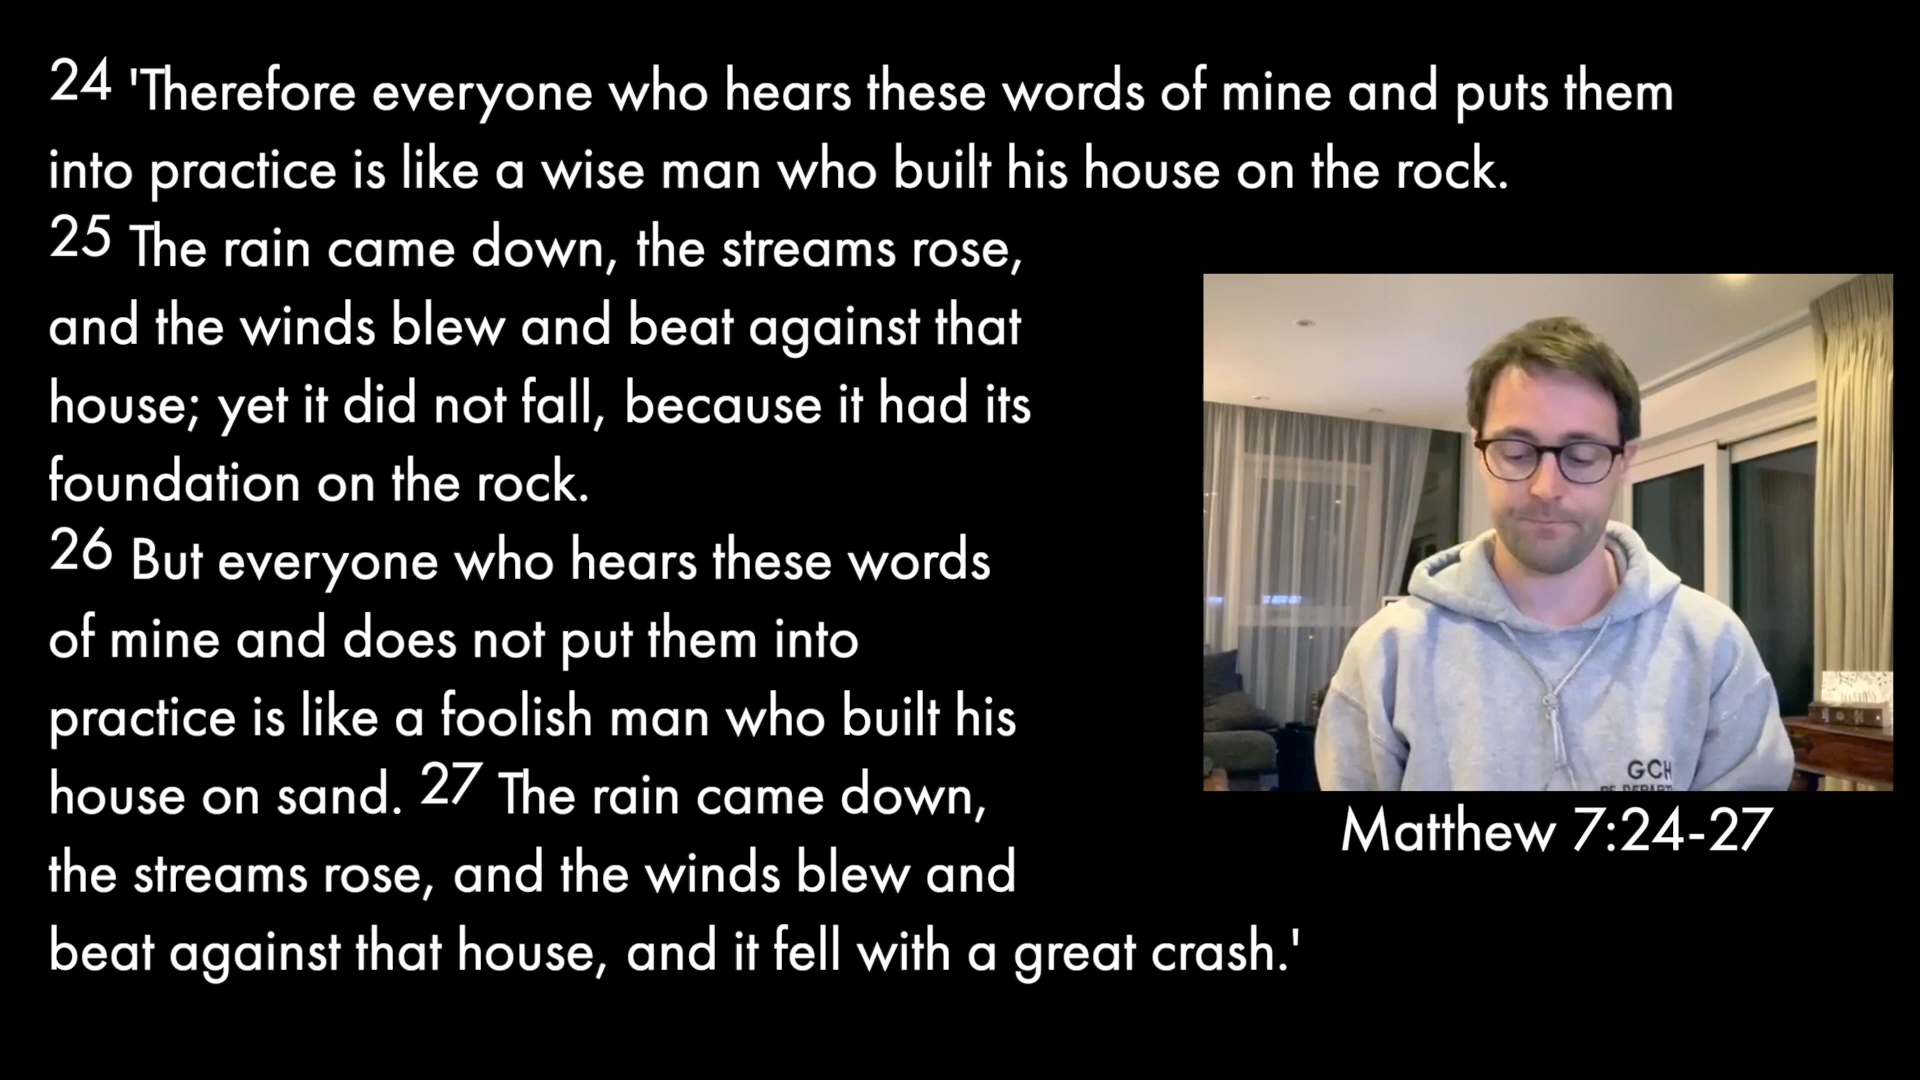 24 'Therefore everyone who hears these words of mine and puts them
into practice is like a wise man who built his house on the rock.
25 The rain came down, the streams rose,
and the winds blew and beat against that
house; yet it did not fall, because it had its
foundation on the rock.
26 But everyone who hears these words
of mine and does not put them into
practice is like a foolish man who built his
house on sand. 27 The rain came down,
the streams rose, and the winds blew and
beat against that house, and it fell with a great crash.'
GCH
Matthew 7:24-27